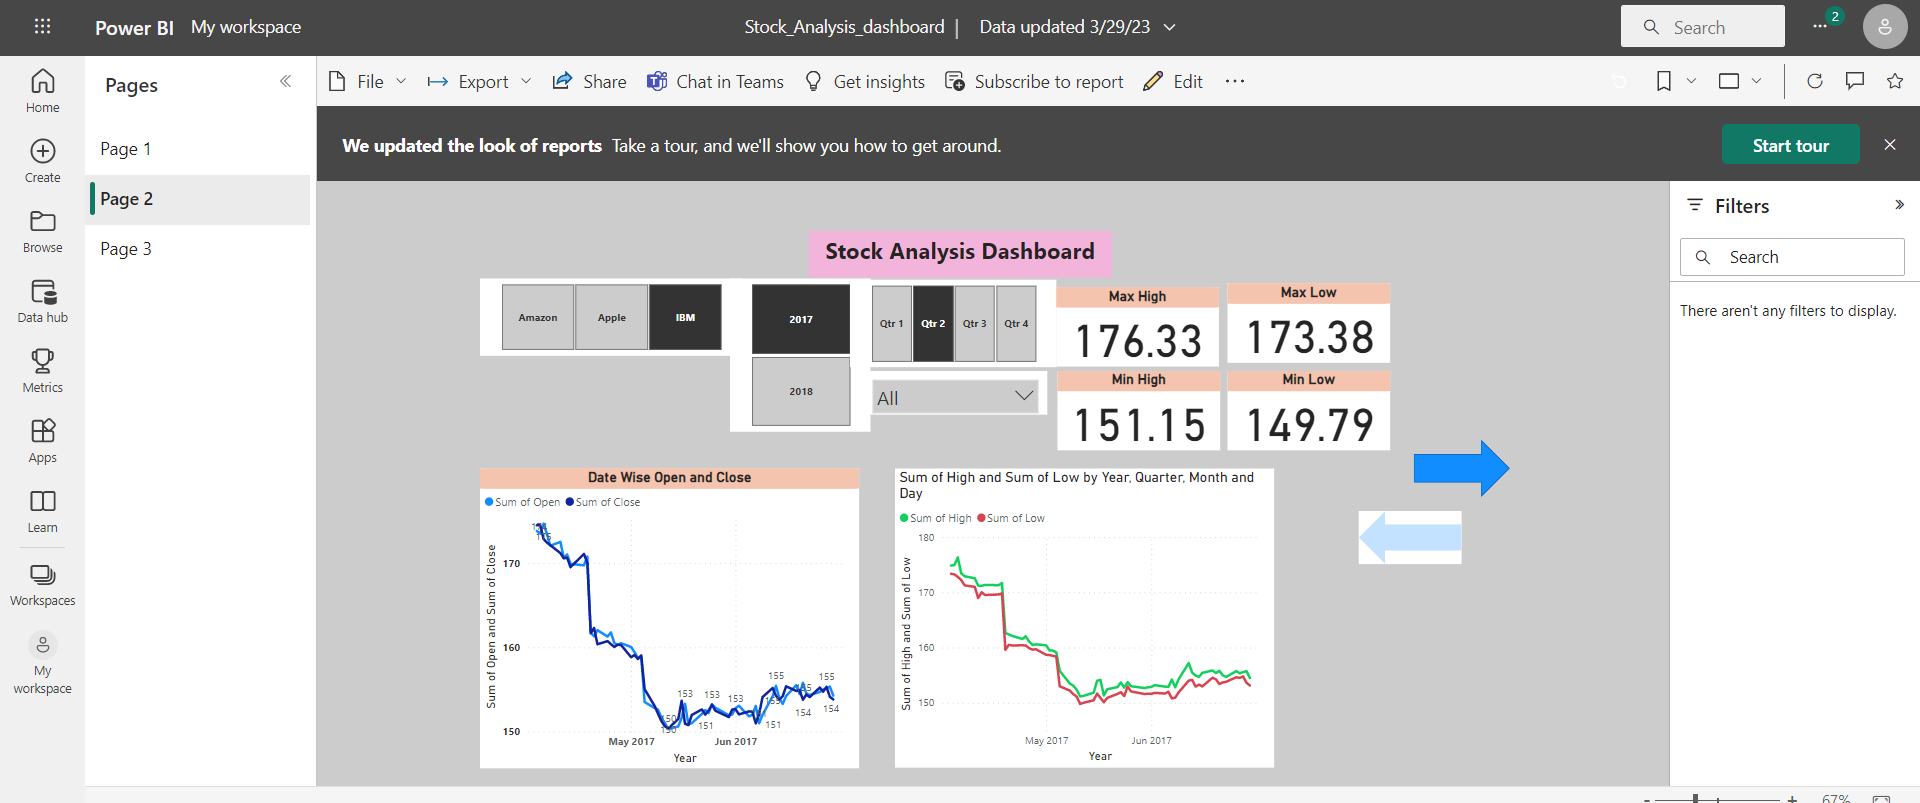 Power BI My workspace
Stock_Analysis_dashboard | Data updated 3/29/23
Search
2
Home
Create
Browse
Data hub
Metrics
Apps
Learn
Workspaces
My
workspace
Pages
Page 1
Page 2
Page 3
File Export Share Chat in Teams Get insights Subscribe to report Edit
We updated the look of reports Take a tour, and we'll show you how to get around.
Start tour
Filters
Search
There aren't any filters to display.
Stock Analysis Dashboard
Amazon Apple IBM
2017
2018
Qtr 1 Qtr 2 Qtr 3 Qtr 4
All
Max High
176.33
Max Low
173.38
Min High
151.15
Min Low
149.79
Date Wise Open and Close
Sum of Open Sum of Close
Sum of Open and Sum of Close
170
160
150
153 153 153 155 155
150 151 151 154 154
May 2017 Jun 2017
Year
Sum of High and Sum of Low by Year, Quarter, Month and
Day
Sum of High Sum of Low
Sum of High and Sum of Low
180
170
160
150
May 2017 Jun 2017
Year
67%